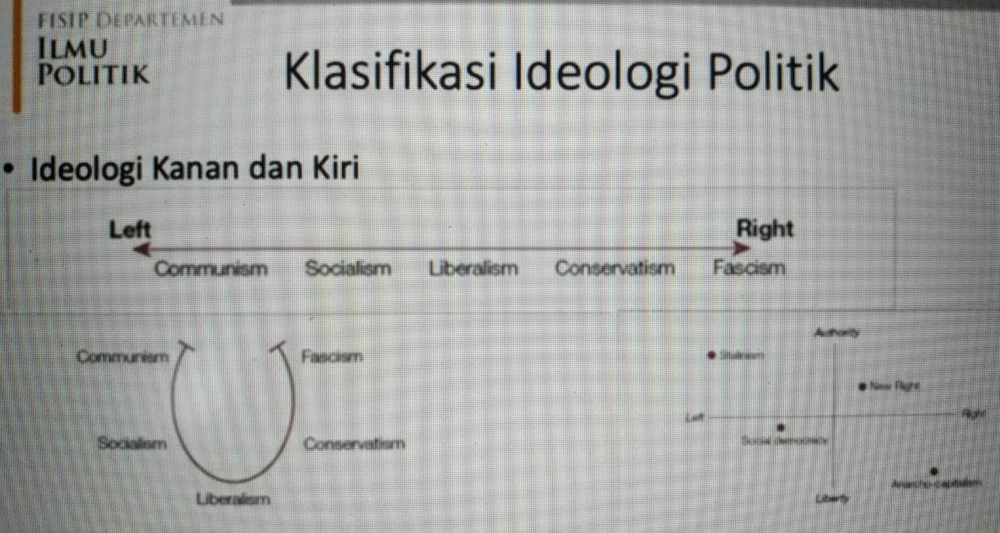 FISIP DEPARTEMEN
ILMU
POLITIK
Klasifikasi Ideologi Politik
• Ideologi Kanan dan Kiri
Left Right
Communism Socialism Liberalism Conservatism Fascism
Communism Fascism
Socialism Conservatism
Liberalism
Authority
Stalinism
New Right
Left Right
Social democracy
Anarcho-capitalism
Liberty